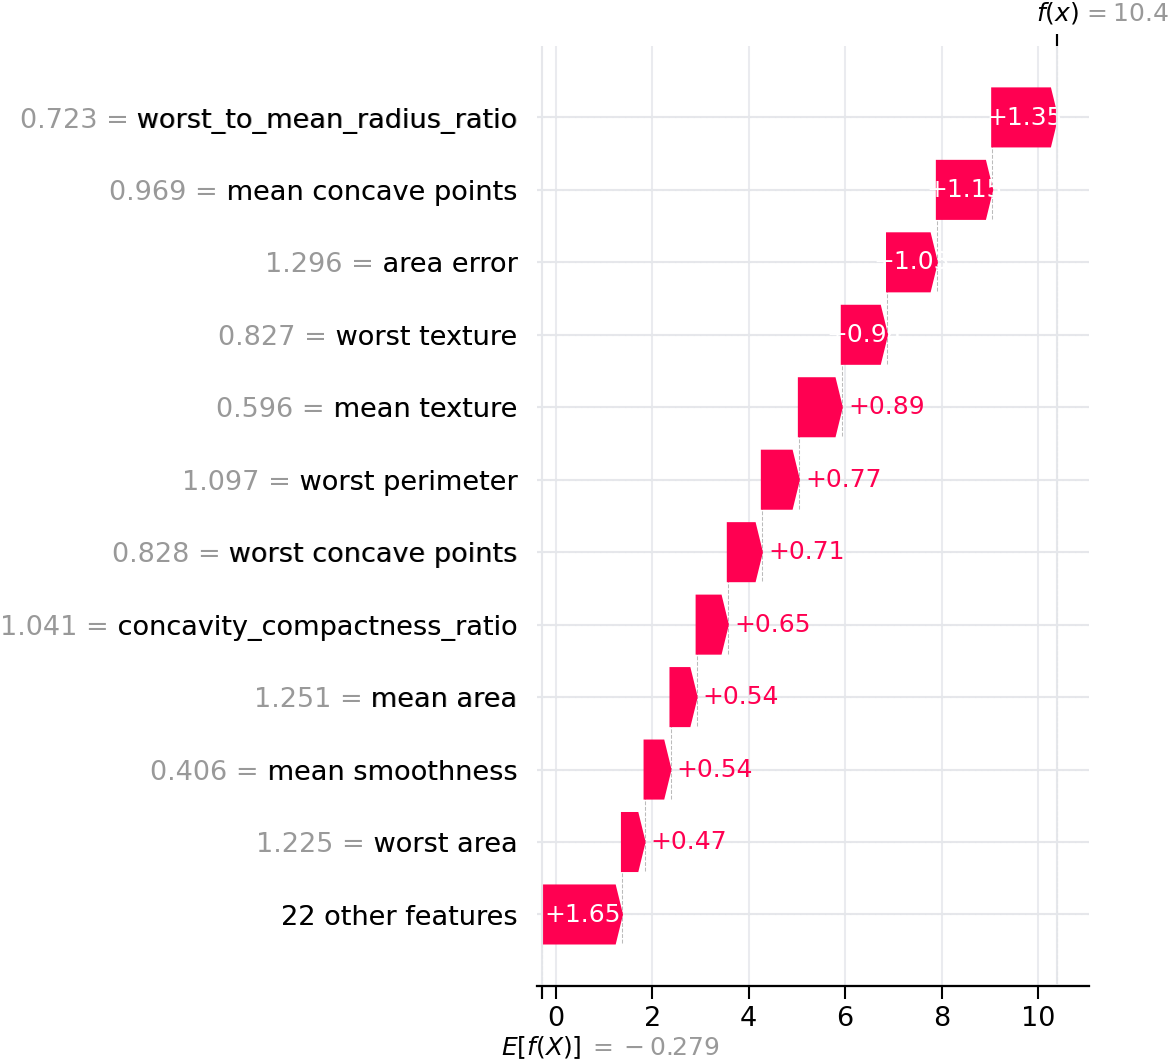 f(x) = 10.4
0.723 = worst_to_mean_radius_ratio
+1.35
0.969 = mean concave points
+1.15
1.296 = area error
0.827 = worst texture
0.596 = mean texture
+0.89
1.097 = worst perimeter
+0.77
0.828 = worst concave points
+0.71
1.041 = concavity_compactness_ratio
+0.65
1.251 = mean area
+0.54
0.406 = mean smoothness
+0.54
1.225 = worst area
+0.47
22 other features
+1.65
0 2 4 6 8 10
E[f(X)] = −0.279